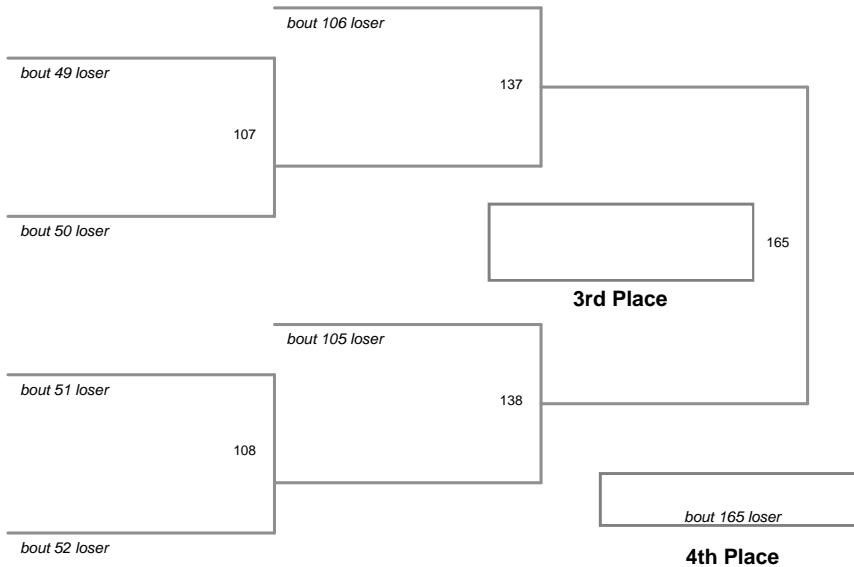 bout 106 loser
bout 49 loser
137
107
bout 50 loser
165
3rd Place
bout 105 loser
bout 51 loser
138
108
bout 165 loser
bout 52 loser
4th Place